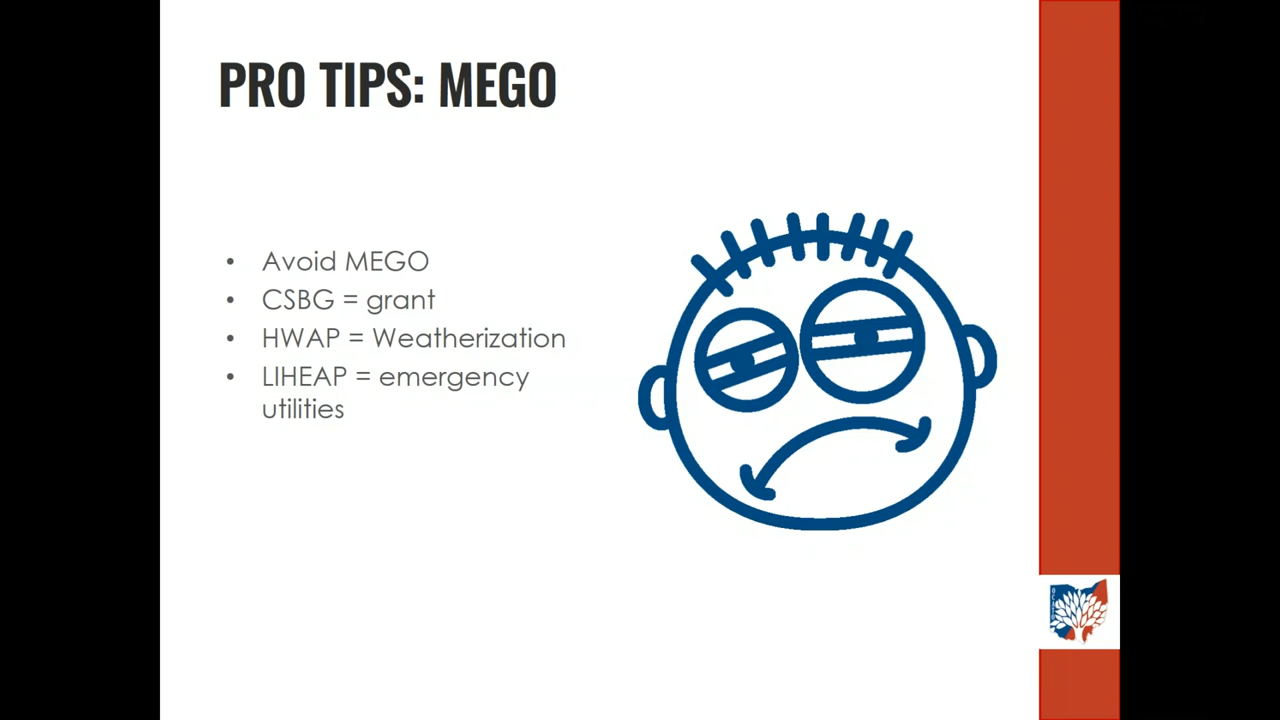 PRO TIPS: MEGO
• Avoid MEGO
• CSBG = grant
• HWAP = Weatherization
• LIHEAP = emergency
utilities